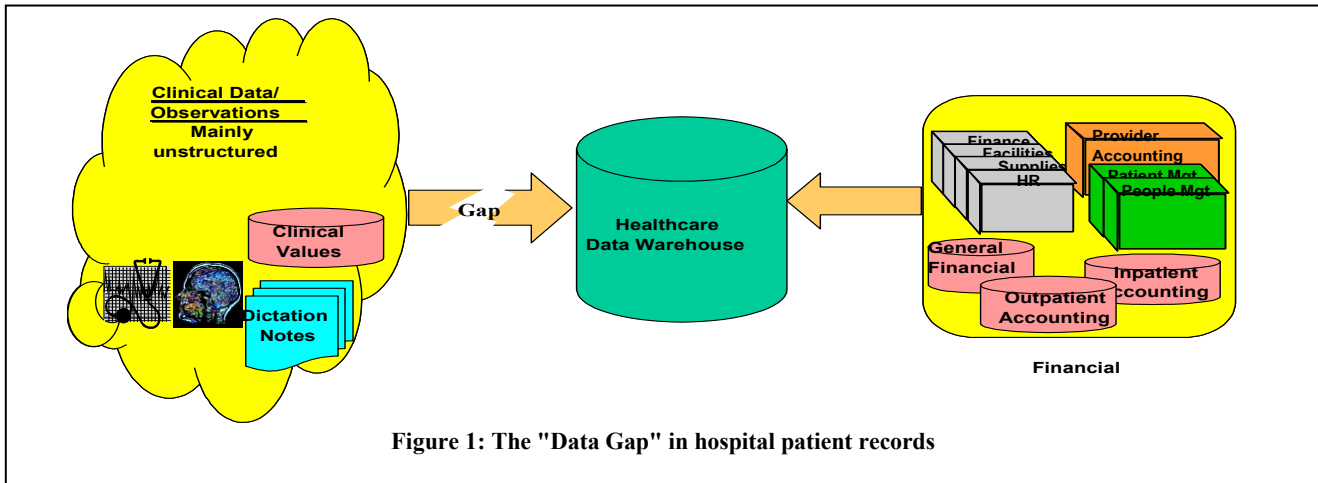 Clinical Data/
Observations
Mainly
unstructured
Clinical
Values
Dictation
Notes
Gap
Healthcare
Data Warehouse
Finance
Facilities
Supplies
HR
Provider
Accounting
Patient Mgt
People Mgt
General
Financial
Inpatient
Accounting
Outpatient
Accounting
Financial
Figure 1: The "Data Gap" in hospital patient records